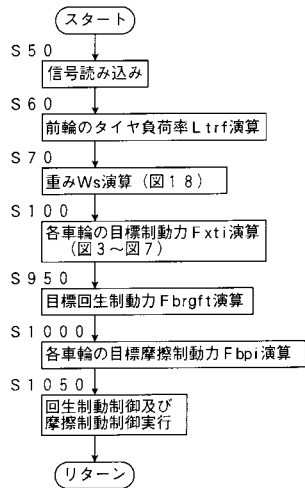 スタート
S50
信号読み込み
S60
前輪のタイヤ負荷率Ltrf演算
S70
重みWs演算(図18)
S100
各車輪の目標制動力Fxti演算
(図3~図7)
S950
目標回生制動力Fbrgft演算
S1000
各車輪の目標摩擦制動力Fbpi演算
S1050
回生制動制御及び
摩擦制動制御実行
リターン